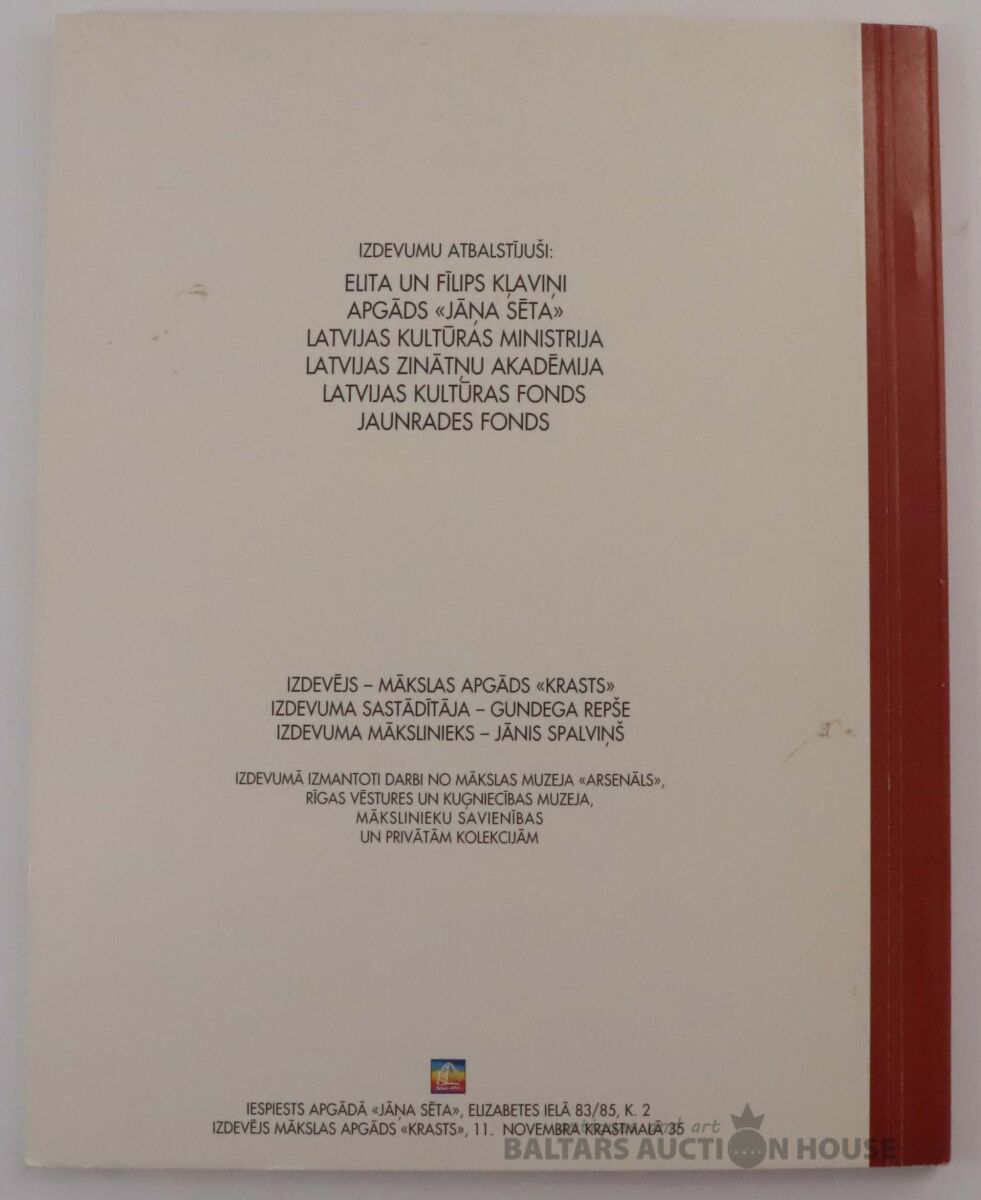 IZDEVUMU ATBALSTĪJUŠI:
ELITA UN FĪLIPS KĻAVIŅI
APGĀDS «JĀŅA SĒTA»
LATVIJAS KULTŪRAS MINISTRIJA
LATVIJAS ZINĀTŅU AKADĒMIJA
LATVIJAS KULTŪRAS FONDS
JAUNRADES FONDS
IZDEVĒJS – MĀKSLAS APGĀDS «KRASTS»
IZDEVUMA SASTĀDĪTĀJA – GUNDEGA REPŠE
IZDEVUMA MĀKSLINIEKS – JĀNIS SPALVIŅŠ
IZDEVUMĀ IZMANTOTI DARBI NO MĀKSLAS MUZEJA «ARSENĀLS»,
RĪGAS VĒSTURES UN KUĢNIECĪBAS MUZEJA,
MĀKSLINIEKU SAVIENĪBAS
UN PRIVĀTĀM KOLEKCIJĀM
IESPIESTS APGĀDĀ «JĀŅA SĒTA», ELIZABETES IELĀ 83/85, K. 2
IZDEVĒJS MĀKSLAS APGĀDS «KRASTS», 11. NOVEMBRA KRASTMALĀ 35
art
BALTARS AUCTION HOUSE